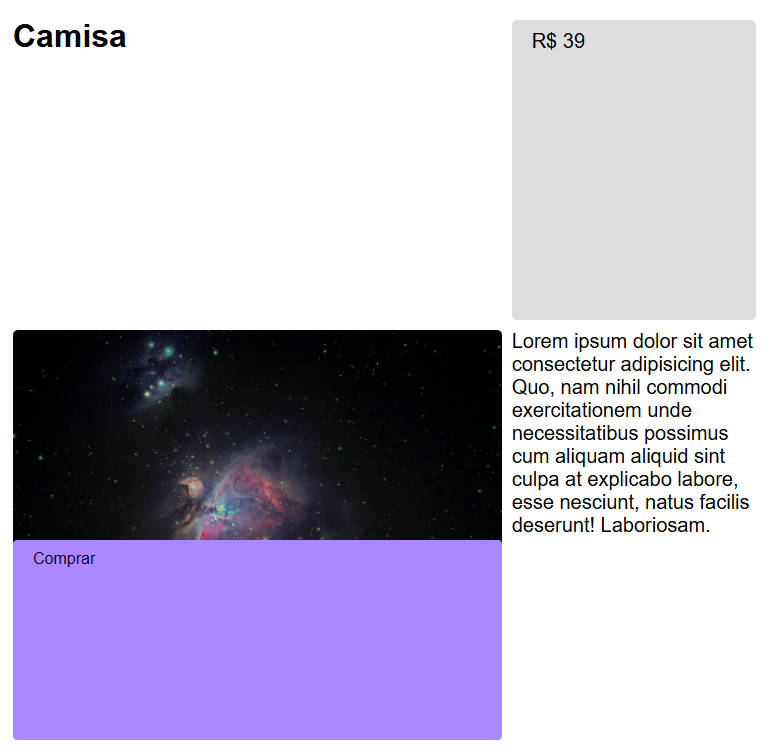 Camisa
R$ 39
Lorem ipsum dolor sit amet
consectetur adipisicing elit.
Quo, nam nihil commodi
exercitationem unde
necessitatibus possimus
cum aliquam aliquid sint
culpa at explicabo labore,
esse nesciunt, natus facilis
deserunt! Laboriosam.
Comprar